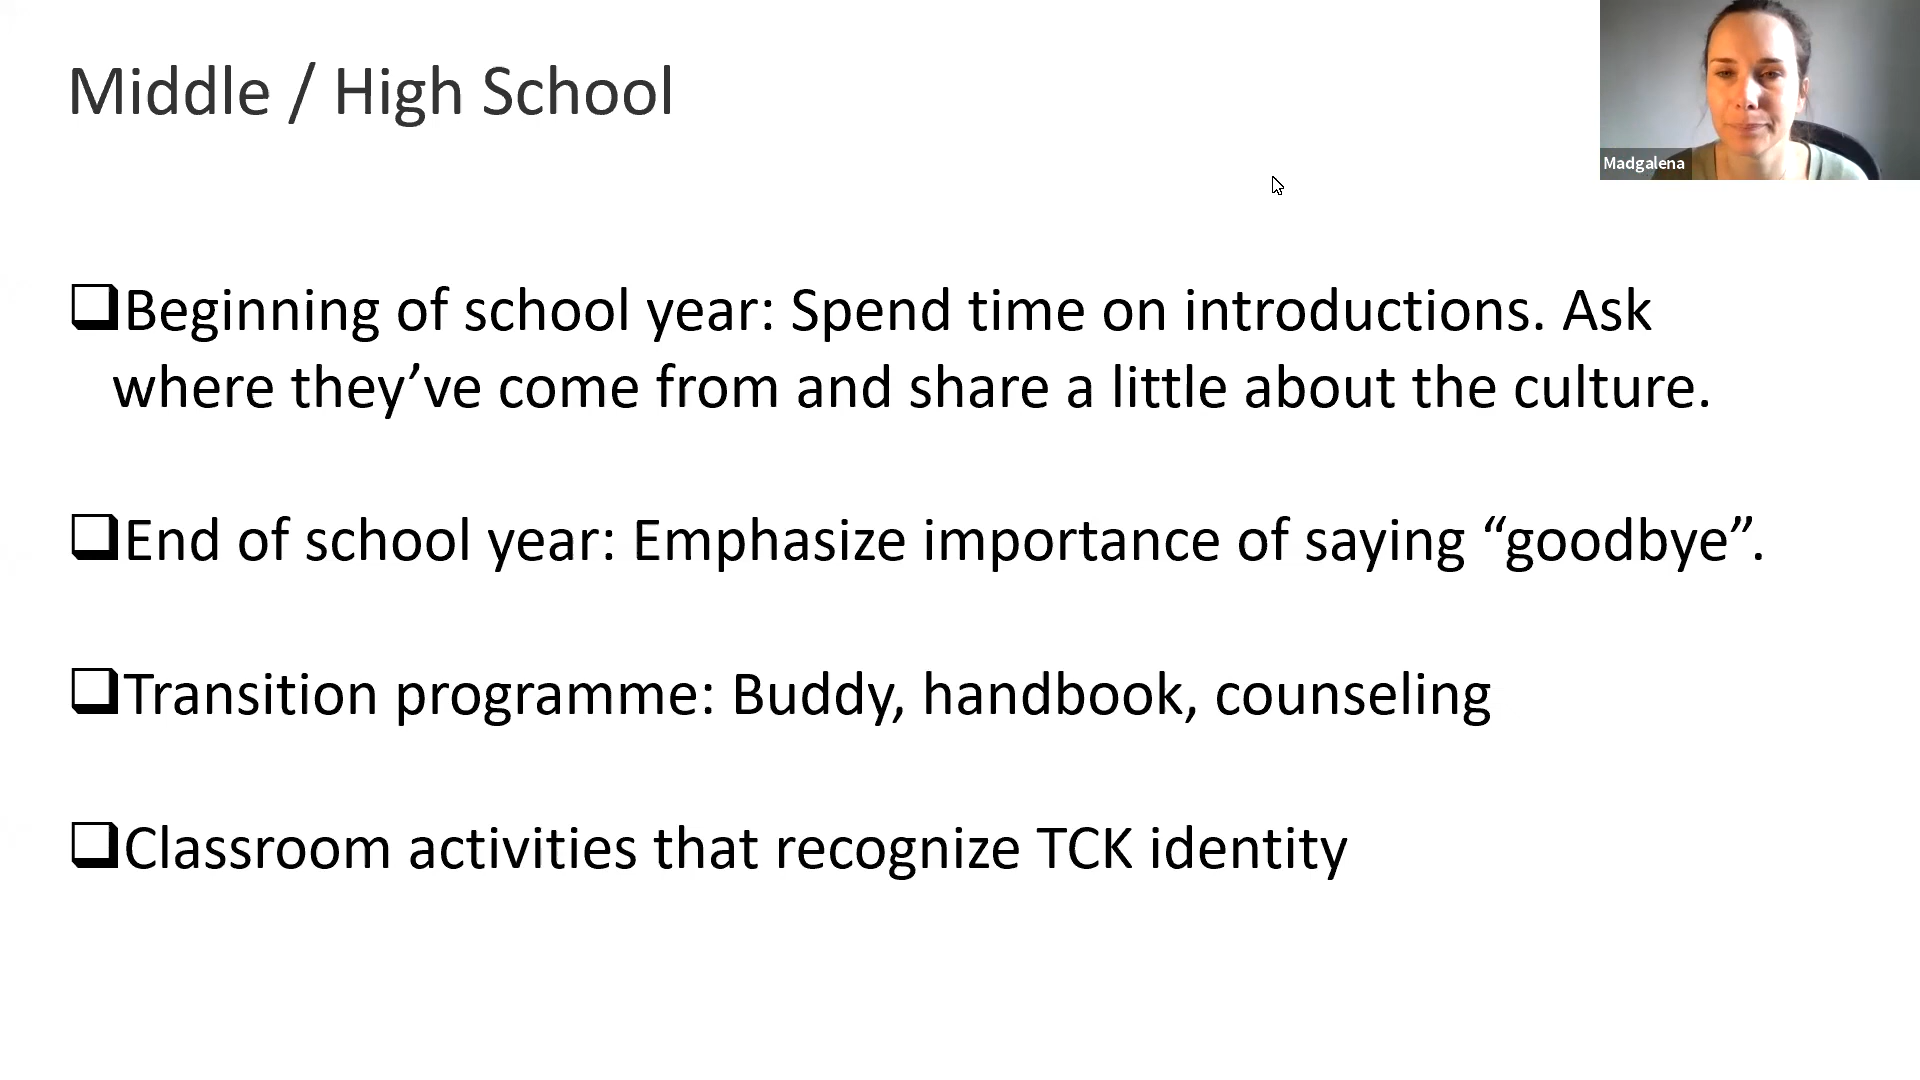 Middle / High School
Madgalena
❑Beginning of school year: Spend time on introductions. Ask
where they’ve come from and share a little about the culture.
❑End of school year: Emphasize importance of saying “goodbye”.
❑Transition programme: Buddy, handbook, counseling
❑Classroom activities that recognize TCK identity